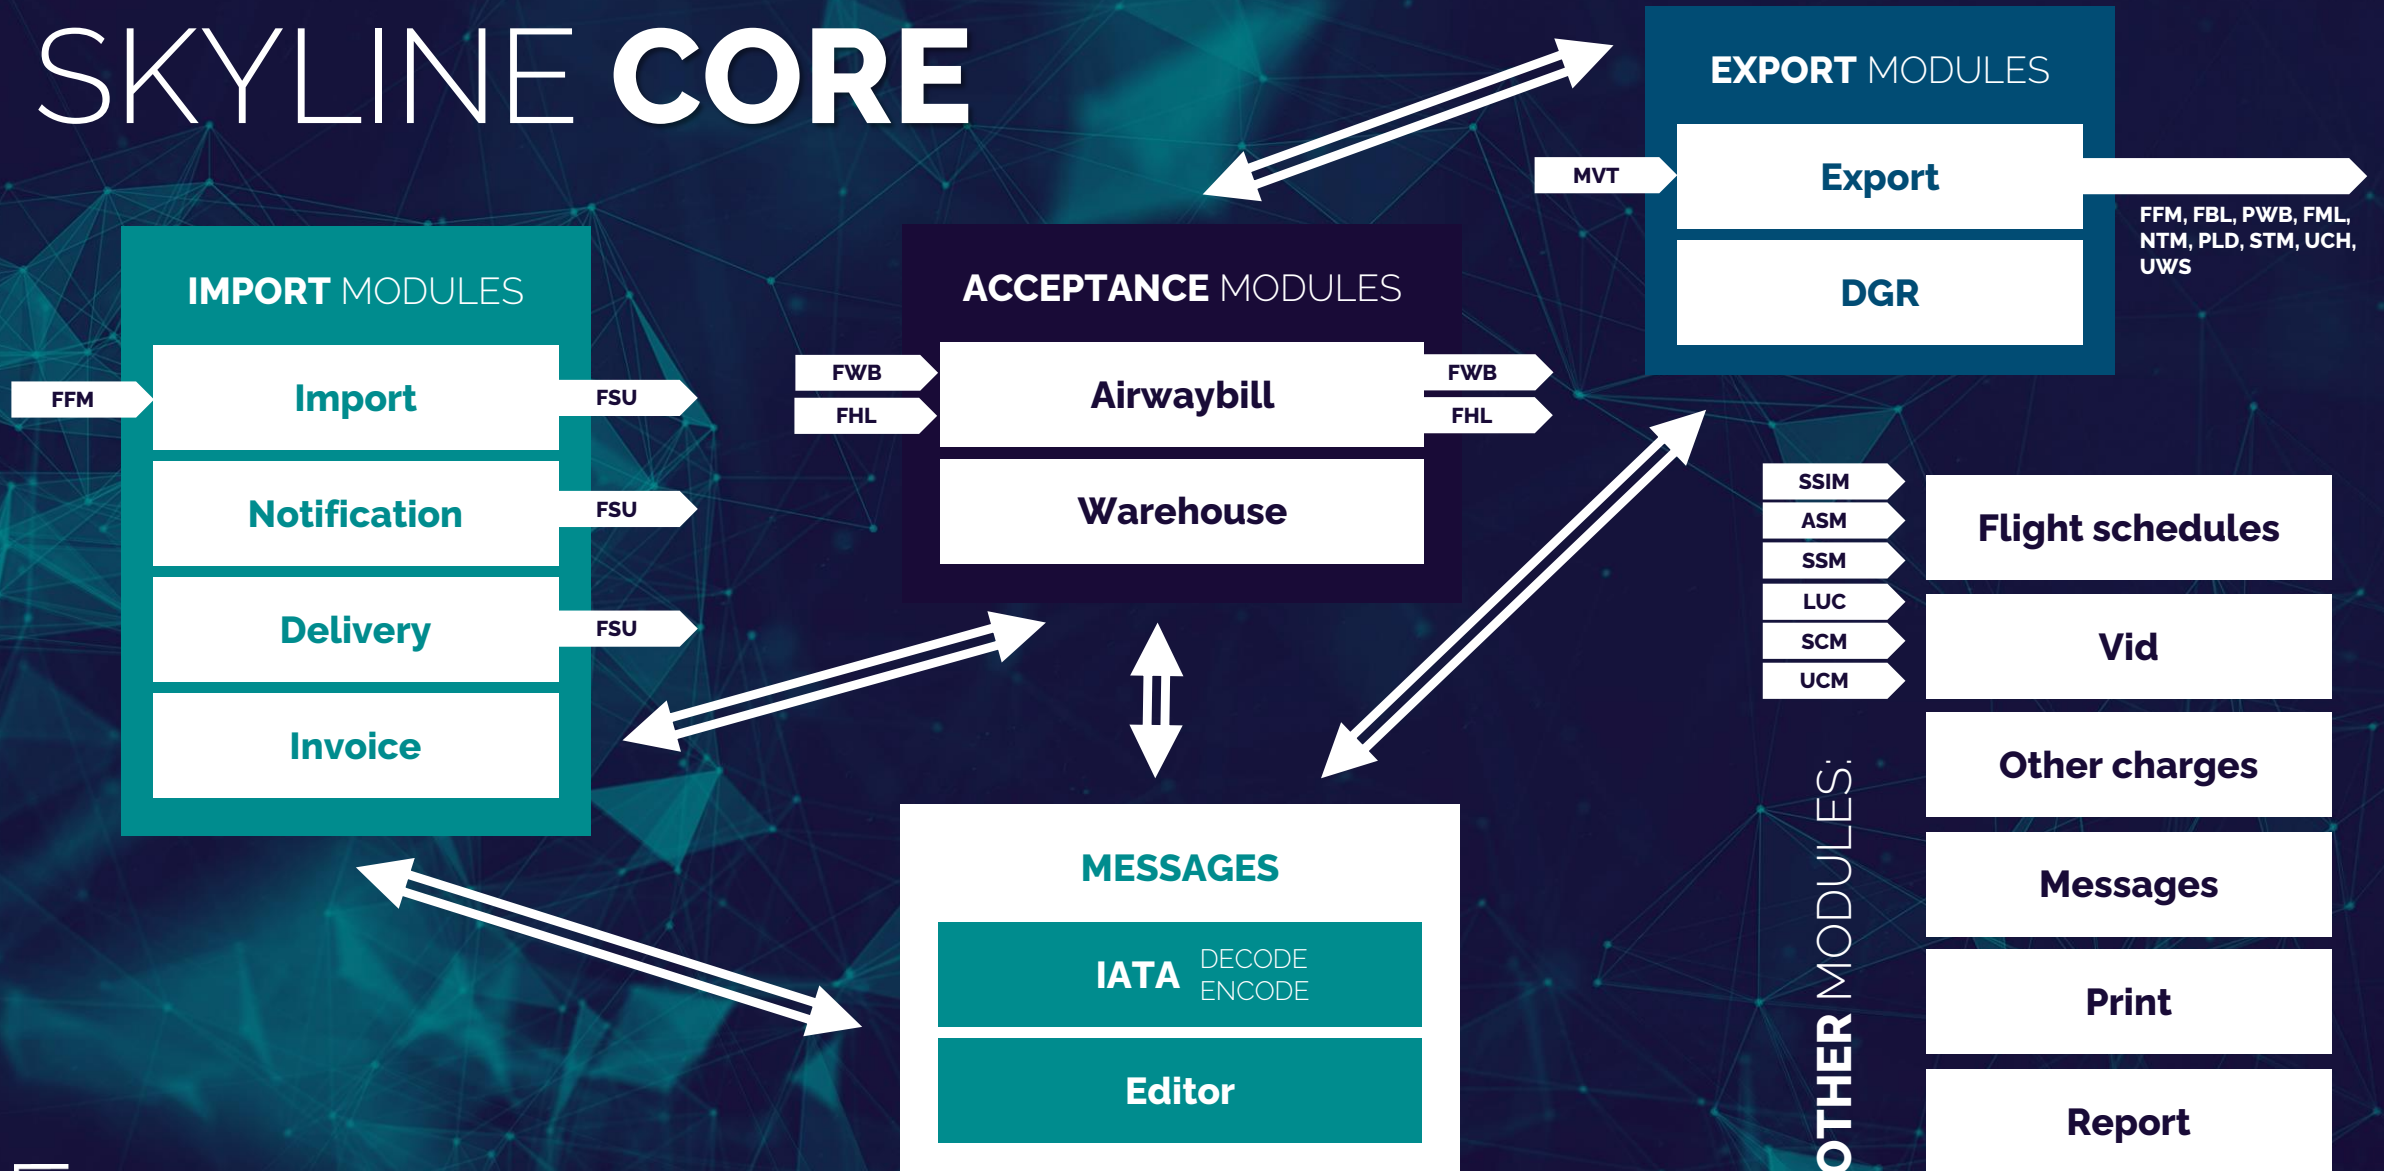 SKYLINE CORE
IMPORT MODULES
FFM
Import
FSU
Notification
FSU
Delivery
FSU
Invoice
ACCEPTANCE MODULES
FWB
FHL
Airwaybill
FWB
FHL
Warehouse
EXPORT MODULES
MVT
Export
FFM, FBL, PWB, FML,
NTM, PLD, STM, UCH,
UWS
DGR
MESSAGES
IATA
DECODE
ENCODE
Editor
OTHER MODULES:
SSIM
ASM
SSM
LUC
SCM
UCM
Flight schedules
Vid
Other charges
Messages
Print
Report